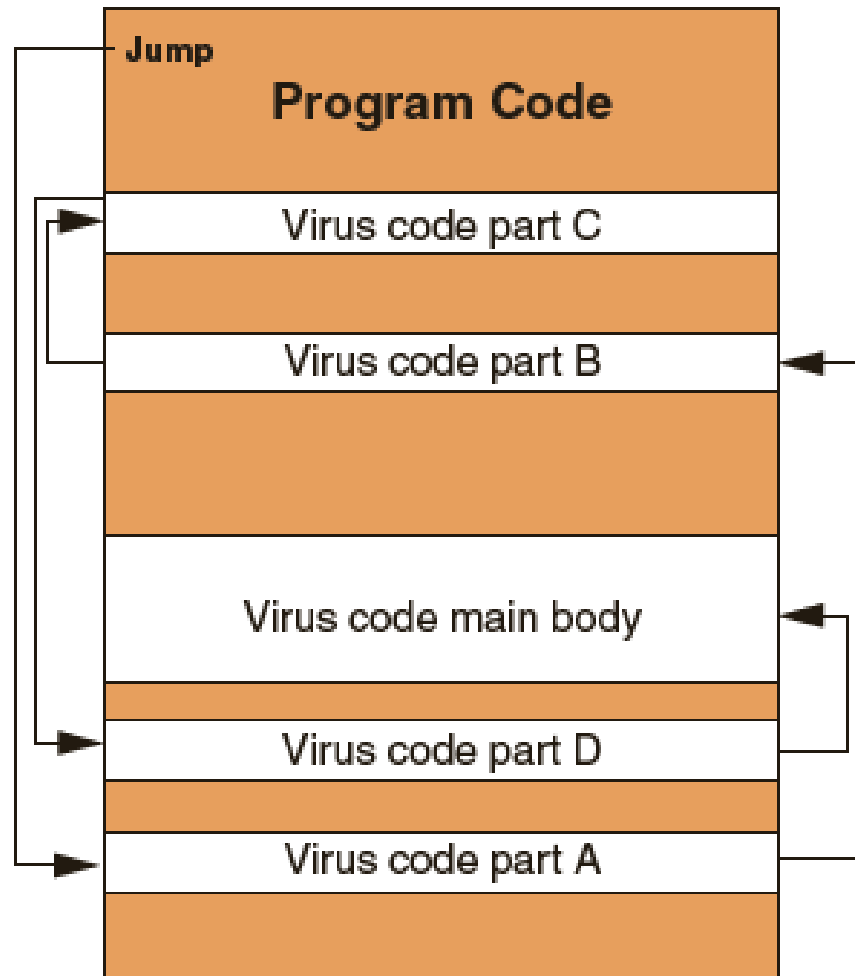 Jump
Program Code
Virus code part C
Virus code part B
Virus code main body
Virus code part D
Virus code part A